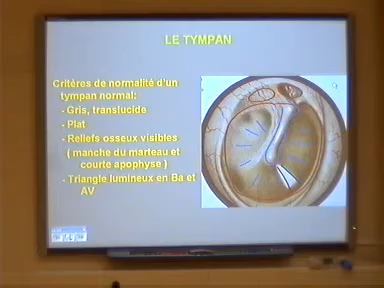 LE TYMPAN
Critères de normalité d'un
tympan normal:
- Gris, translucide
- Plat
- Reliefs osseux visibles
( manche du marteau et
courte apophyse )
- Triangle lumineux en Ba et
AV